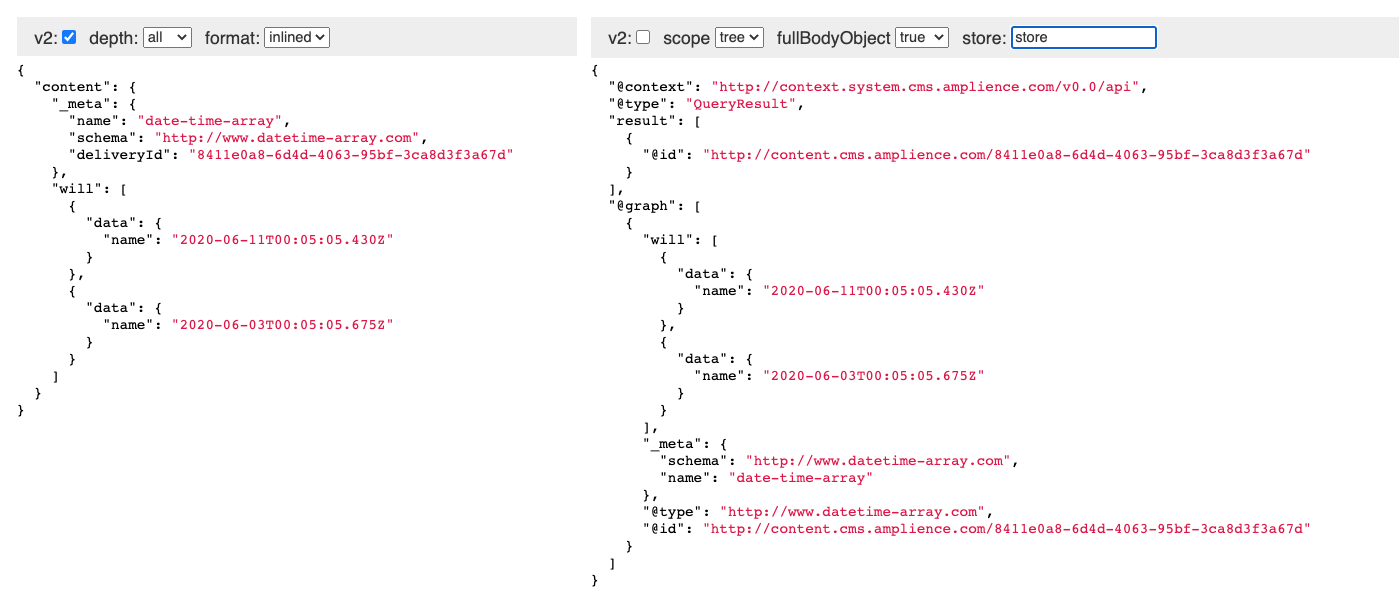 v2: depth: all format: inlined
{
  "content": {
    "_meta": {
      "name": "date-time-array",
      "schema": "http://www.datetime-array.com",
      "deliveryId": "8411e0a8-6d4d-4063-95bf-3ca8d3f3a67d"
    },
    "will": [
      {
        "data": {
          "name": "2020-06-11T00:05:05.430Z"
        }
      },
      {
        "data": {
          "name": "2020-06-03T00:05:05.675Z"
        }
      }
    ]
  }
}
v2: scope tree fullBodyObject true store: store
{
  "@context": "http://context.system.cms.amplience.com/v0.0/api",
  "@type": "QueryResult",
  "result": [
    {
      "@id": "http://content.cms.amplience.com/8411e0a8-6d4d-4063-95bf-3ca8d3f3a67d"
    }
  ],
  "@graph": [
    {
      "will": [
        {
          "data": {
            "name": "2020-06-11T00:05:05.430Z"
          }
        },
        {
          "data": {
            "name": "2020-06-03T00:05:05.675Z"
          }
        }
      ],
      "_meta": {
        "schema": "http://www.datetime-array.com",
        "name": "date-time-array"
      },
      "@type": "http://www.datetime-array.com",
      "@id": "http://content.cms.amplience.com/8411e0a8-6d4d-4063-95bf-3ca8d3f3a67d"
    }
  ]
}